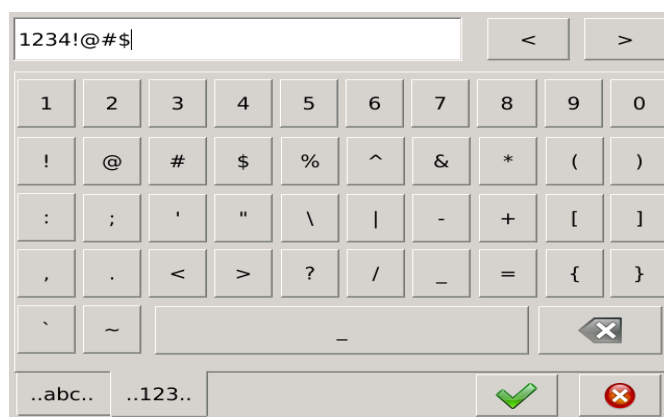 1234!@#$ < >
1 2 3 4 5 6 7 8 9 0
! @ # $ % ^ & * ( )
: ; ' " \ | - + [ ]
, . < > ? / _ = { }
` ~ _
..abc.. ..123..